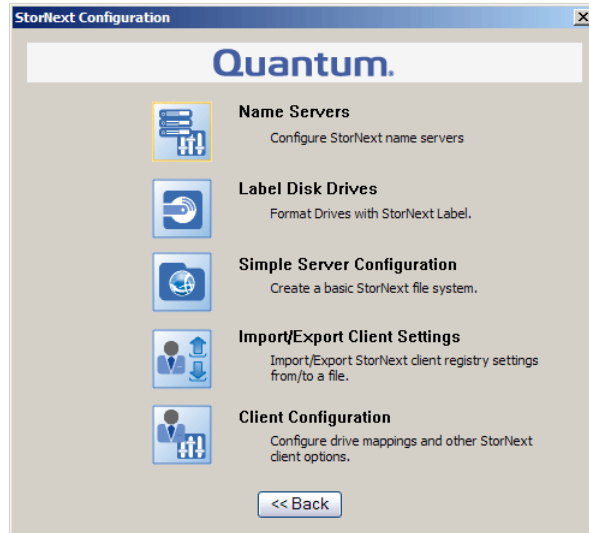 StorNext Configuration
Quantum.
Name Servers
Configure StorNext name servers
Label Disk Drives
Format Drives with StorNext Label.
Simple Server Configuration
Create a basic StorNext file system.
Import/Export Client Settings
Import/Export StorNext client registry settings
from/to a file.
Client Configuration
Configure drive mappings and other StorNext
client options.
<< Back